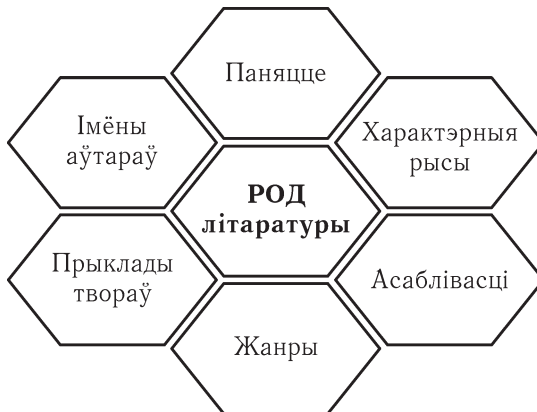 Паняцце
Імёны
аўтараў
Характэрныя
рысы
РОД
літаратуры
Прыклады
твораў
Асаблівасці
Жанры